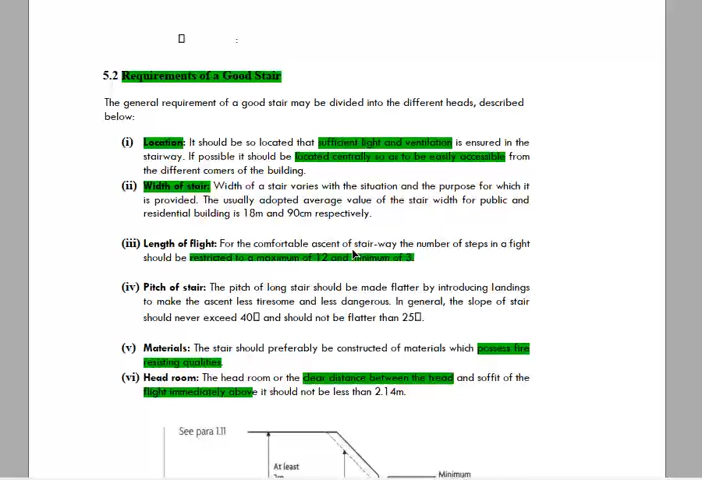 :
5.2 Requirements of a Good Stair
The general requirement of a good stair may be divided into the different heads, described
below:
(i) Location: It should be so located that sufficient light and ventilation is ensured in the
stairway. If possible it should be located centrally so as to be easily accessible from
the different corners of the building.
(ii) Width of stair: Width of a stair varies with the situation and the purpose for which it
is provided. The usually adopted average value of the stair width for public and
residential building is 18m and 90cm respectively.
(iii) Length of flight: For the comfortable ascent of stair-way the number of steps in a fight
should be restricted to a maximum of 12 and minimum of 3.
(iv) Pitch of stair: The pitch of long stair should be made flatter by introducing landings
to make the ascent less tiresome and less dangerous. In general, the slope of stair
should never exceed 40▯ and should not be flatter than 25▯.
(v) Materials: The stair should preferably be constructed of materials which possess fire
resisting qualities.
(vi) Head room: The head room or the clear distance between the tread and soffit of the
flight immediately above it should not be less than 2.14m.
See para 1.11
At least
Minimum